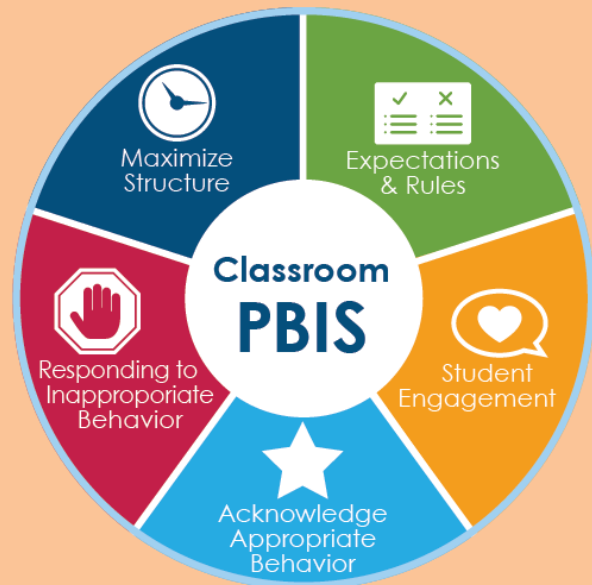 Maximize
Structure
Expectations
& Rules
Classroom
PBIS
Responding to
Inapproporiate
Behavior
Student
Engagement
Acknowledge
Appropriate
Behavior